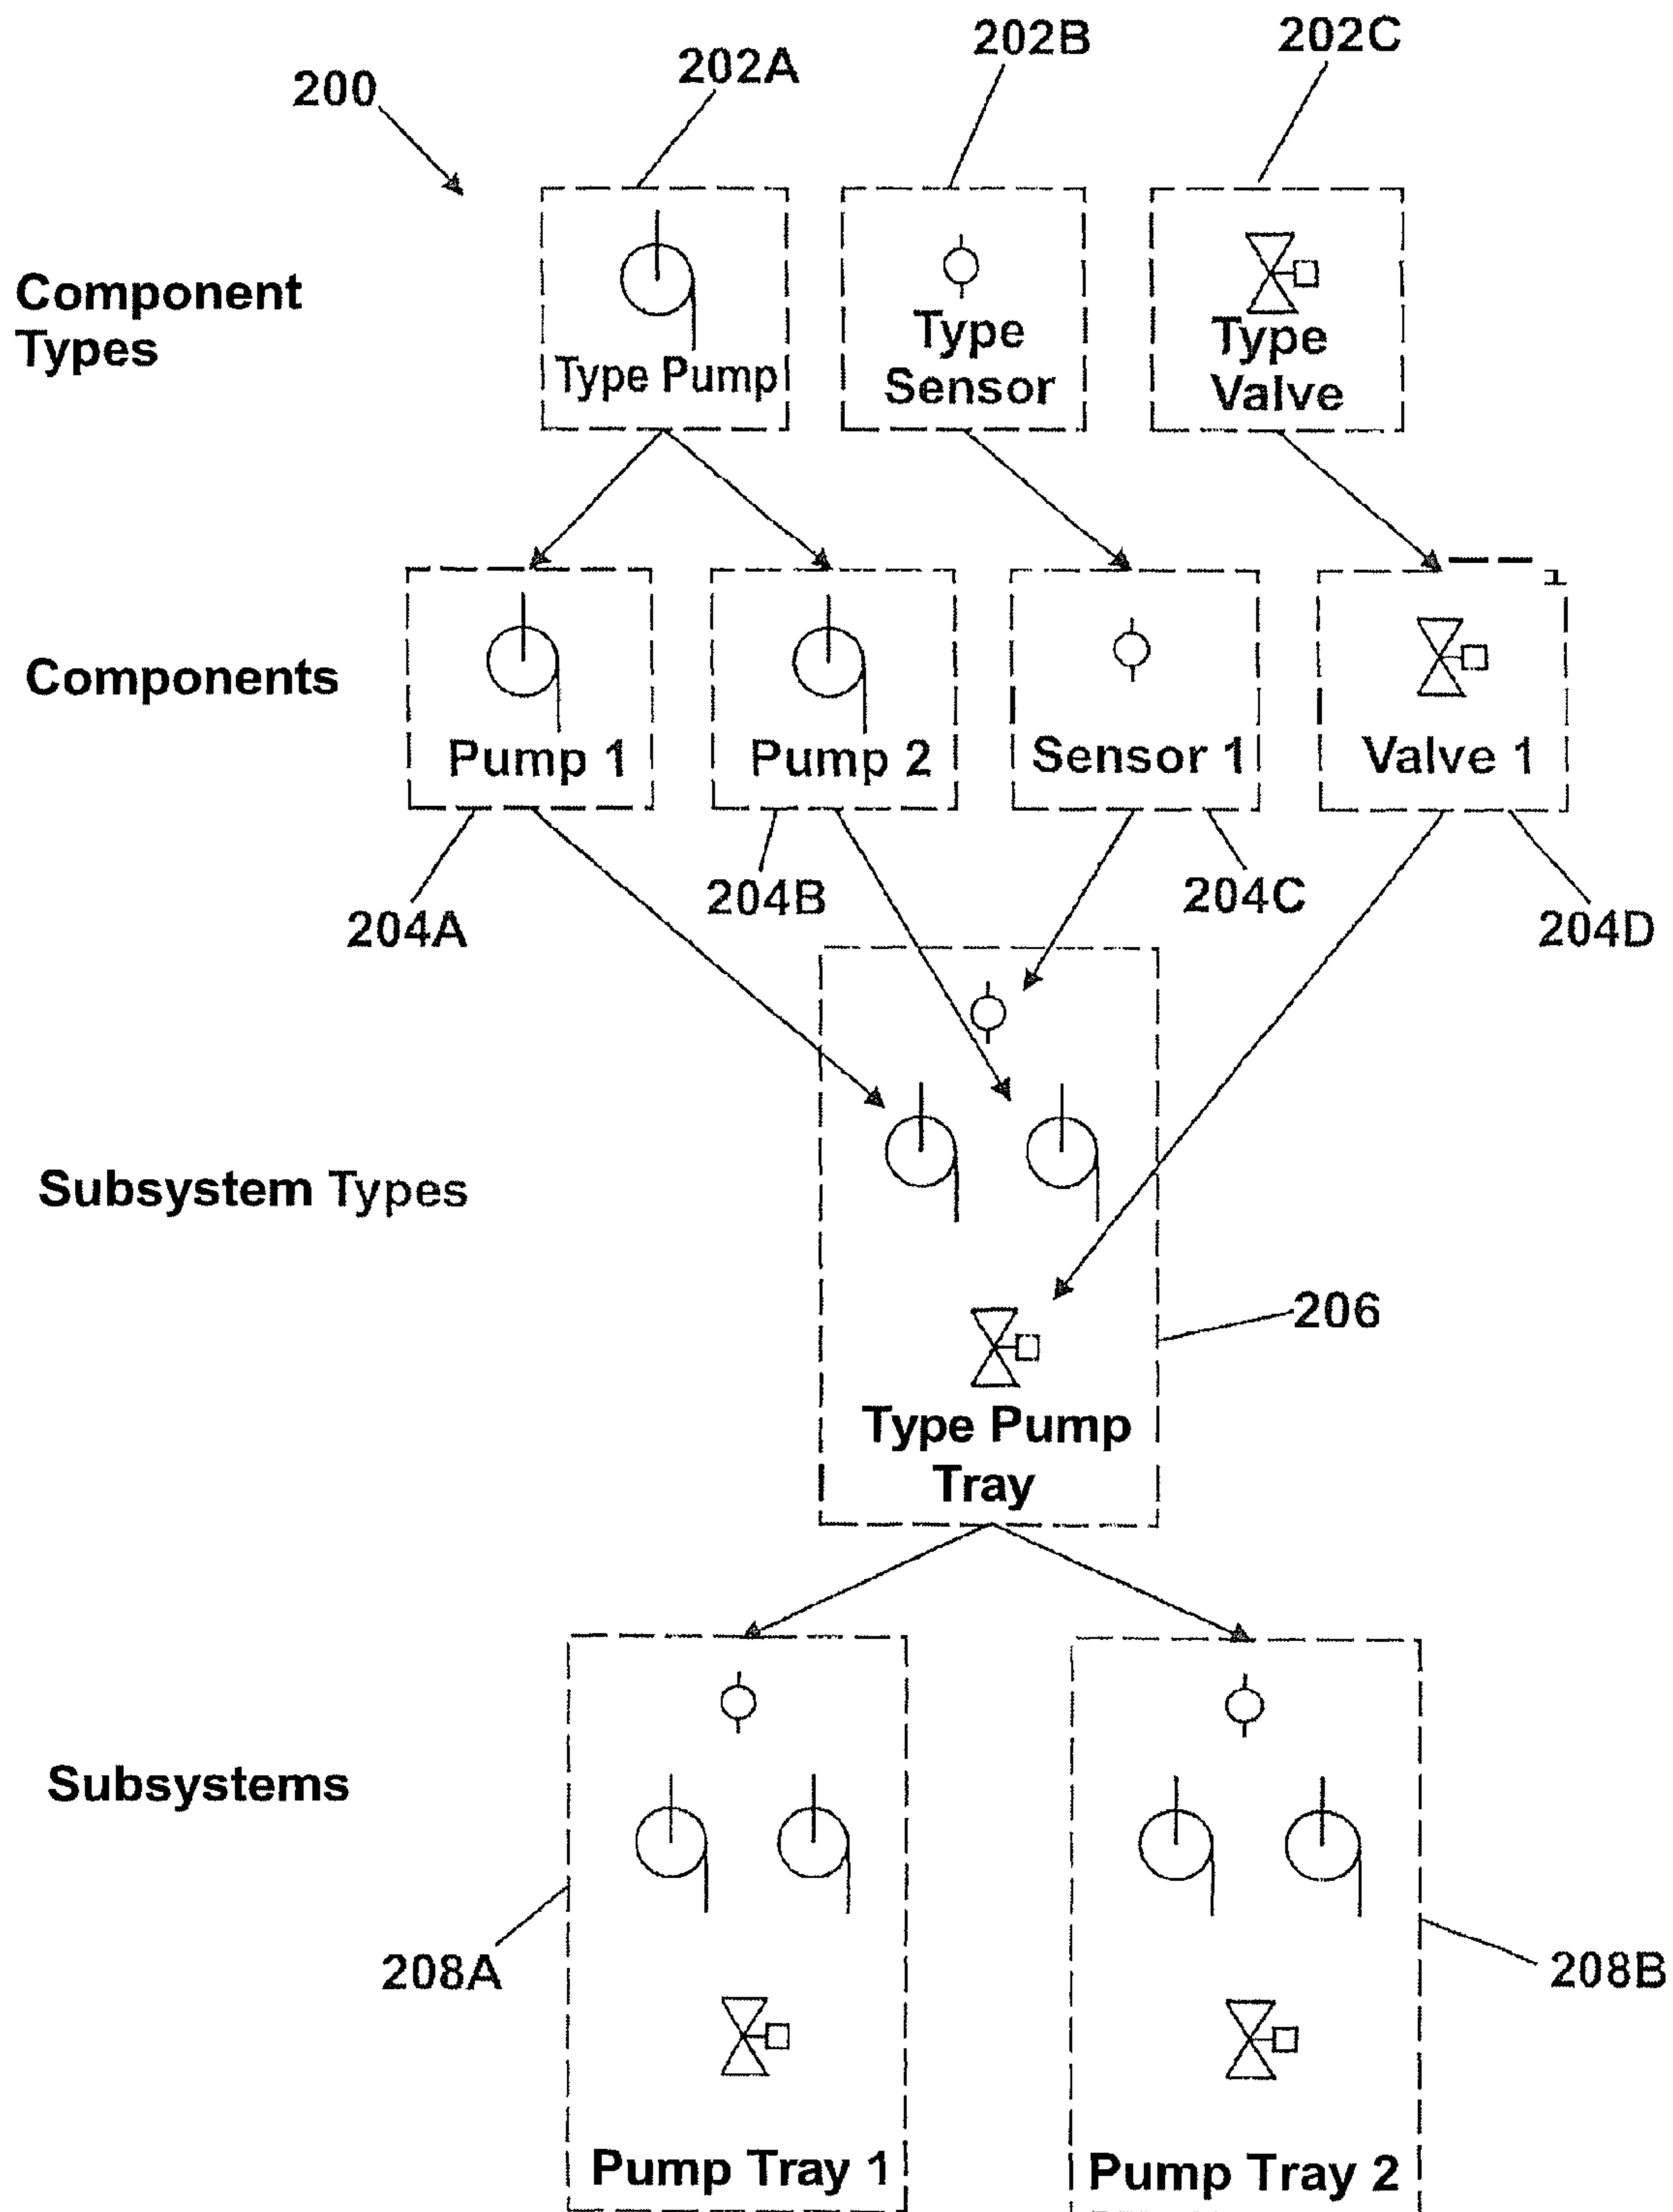 200
202A
202B
202C
Component
Types
Type Pump
Type
Sensor
Type
Valve
Components
Pump 1
Pump 2
Sensor 1
Valve 1
204A
204B
204C
204D
Subsystem Types
Type Pump
Tray
206
Subsystems
208A
208B
Pump Tray 1
Pump Tray 2